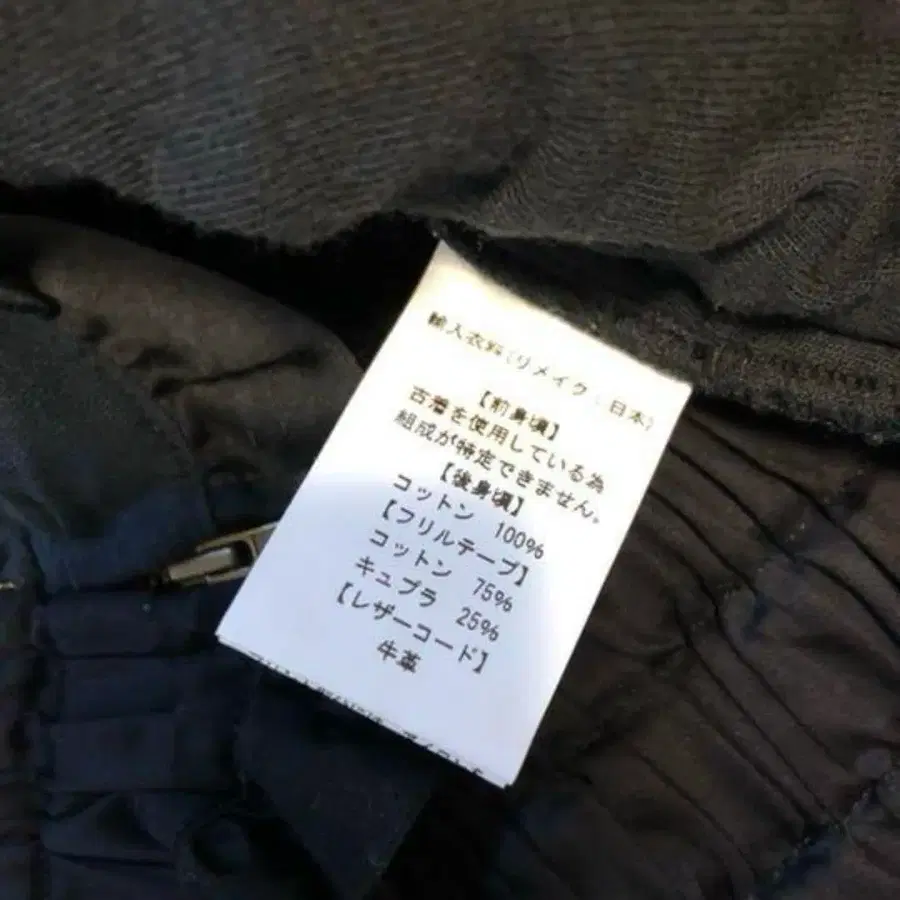 輸入衣料(リメイク:日本)
【前身頃】
古着を使用している為
組成が特定できません。
【後身頃】
コットン 100%
【フリルテープ】
コットン 75%
キュプラ 25%
【レザーコード】
牛革